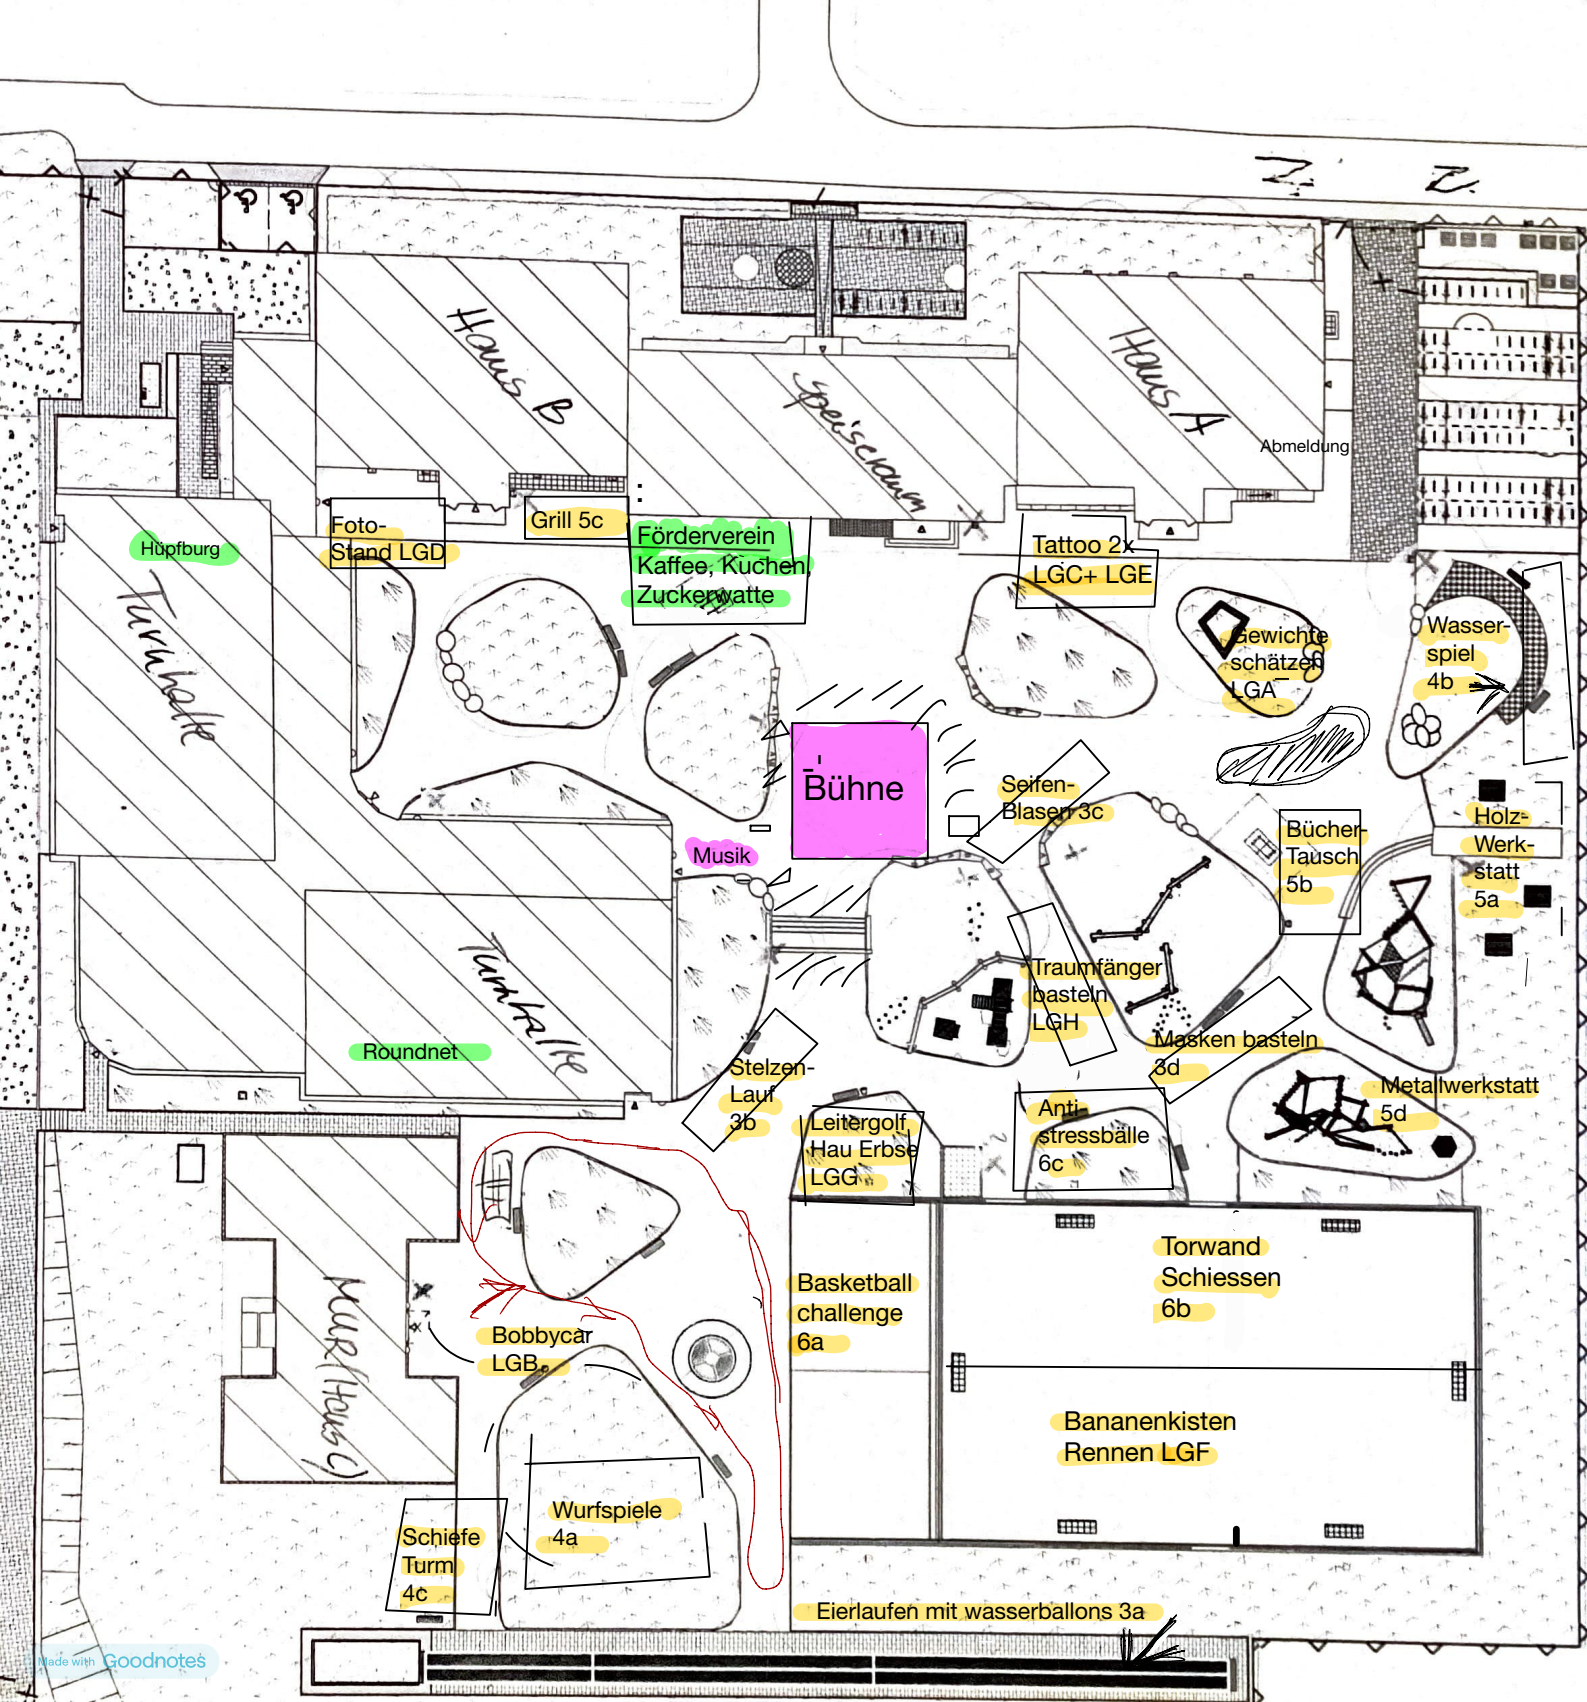 Haus B
Speiseraum
Haus A
Abmeldung
Foto-
Stand LGD
Grill 5c
Förderverein
Kaffee, Kuchen,
Zuckerwatte
Tattoo 2x
LGC+ LGE
Hüpfburg
Turnhalle
Gewichte
schätzen
LGA
Wasser-
spiel
4b
Bühne
Musik
Seifen-
Blasen 3c
Bücher-
Tausch
5b
Holz-
Werk-
statt
5a
Turnhalle
Roundnet
Traumfänger
basteln
LGH
Masken basteln
3d
Stelzen-
Lauf
3b
Leitergolf
Hau Erbse
LGG
Anti-
stressbälle
6c
Metallwerkstatt
5d
MUR (Haus C)
Bobbycar
LGB
Basketball
challenge
6a
Torwand
Schiessen
6b
Bananenkisten
Rennen LGF
Wurfspiele
4a
Schiefe
Turm
4c
Eierlaufen mit wasserballons 3a
Made with Goodnotes